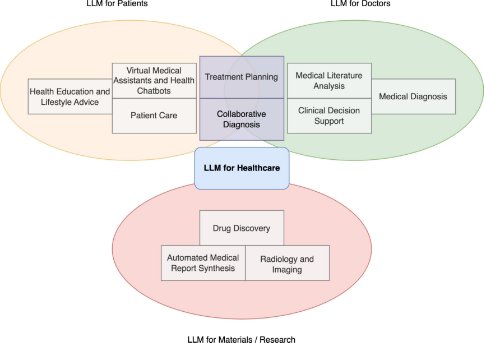 LLM for Patients
LLM for Doctors
Virtual Medical
Assistants and Health
Chatbots
Treatment Planning
Medical Literature
Analysis
Health Education and
Lifestyle Advice
Medical Diagnosis
Patient Care
Collaborative
Diagnosis
Clinical Decision
Support
LLM for Healthcare
Drug Discovery
Automated Medical
Report Synthesis
Radiology and
Imaging
LLM for Materials / Research